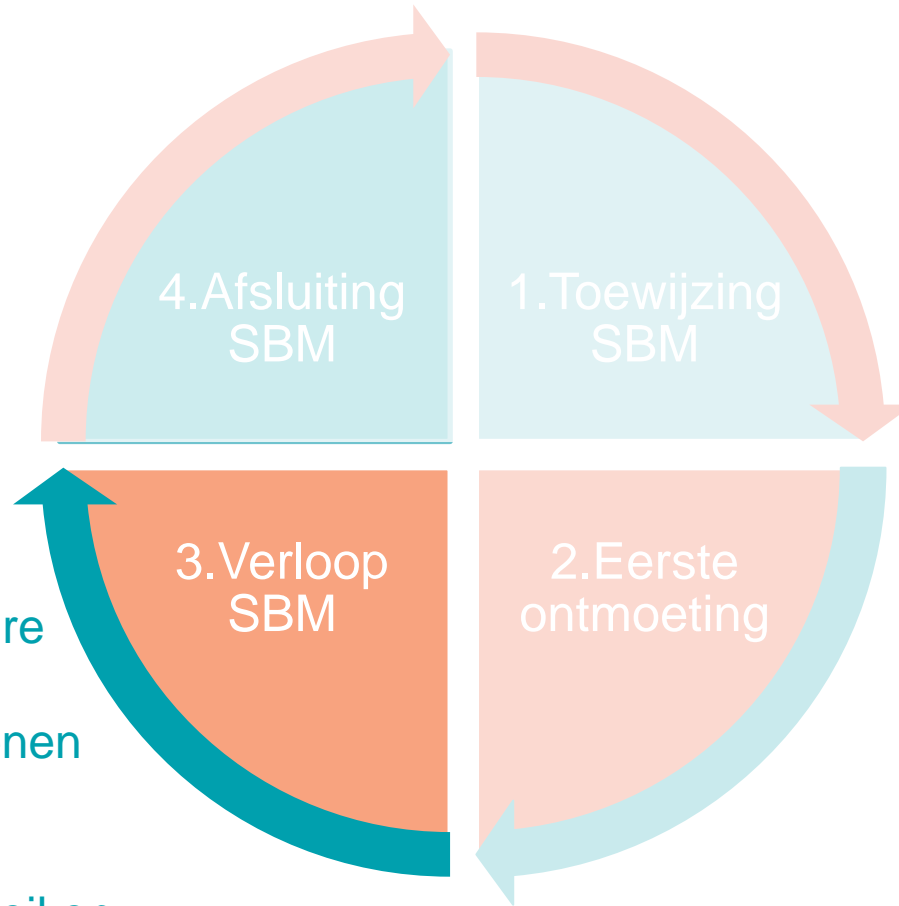 4.Afsluiting
SBM
1.Toewijzing
SBM
3.Verloop
SBM
2.Eerste
ontmoeting
re
nen